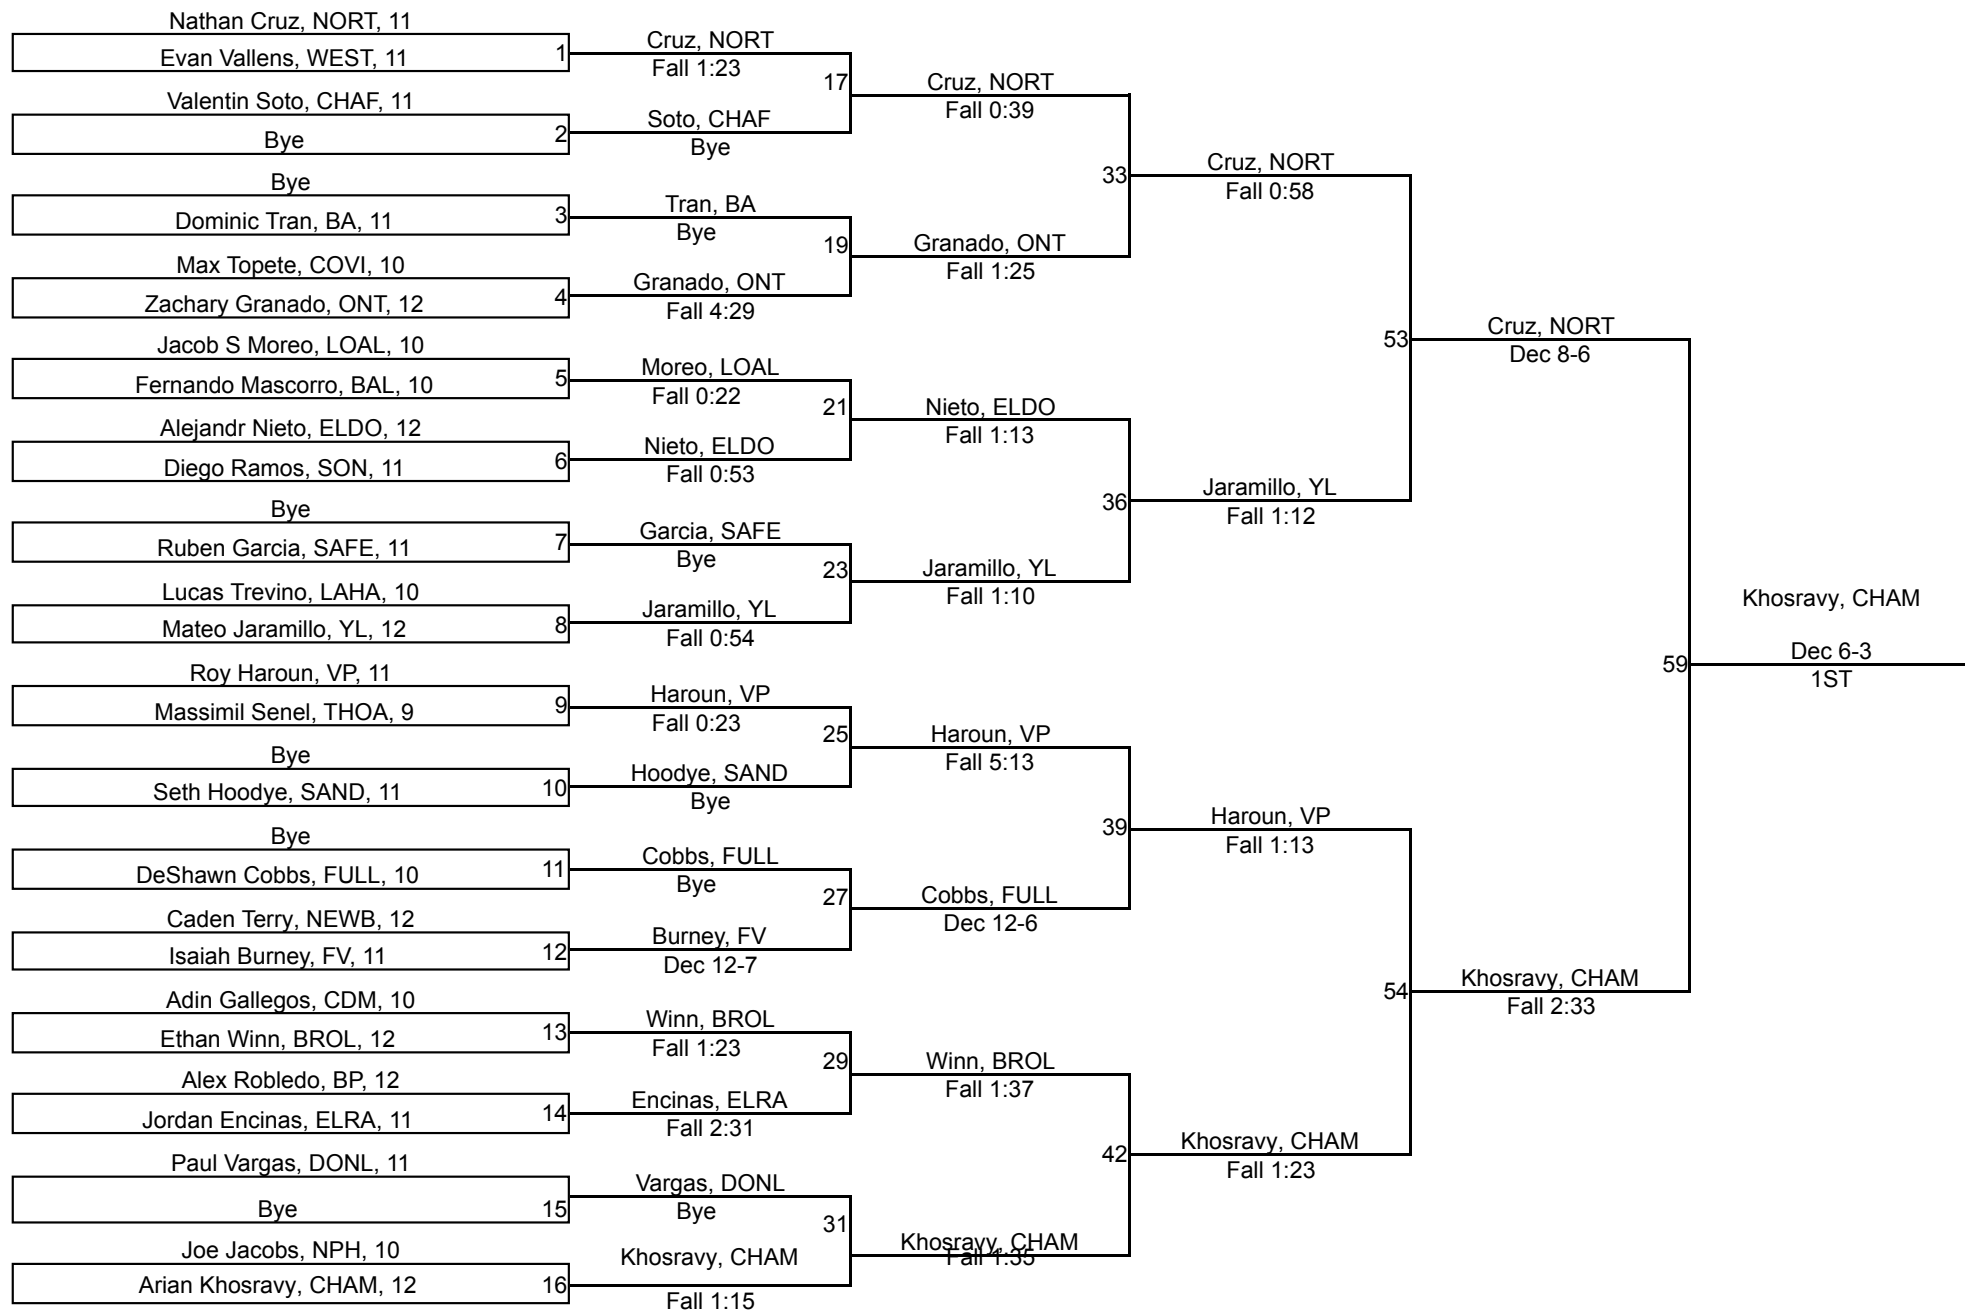 Nathan Cruz, NORT, 11
Evan Vallens, WEST, 11
1
Valentin Soto, CHAF, 11
Bye
2
Bye
Dominic Tran, BA, 11
3
Max Topete, COVI, 10
Zachary Granado, ONT, 12
4
Jacob S Moreo, LOAL, 10
Fernando Mascorro, BAL, 10
5
Alejandr Nieto, ELDO, 12
Diego Ramos, SON, 11
6
Bye
Ruben Garcia, SAFE, 11
7
Lucas Trevino, LAHA, 10
Mateo Jaramillo, YL, 12
8
Roy Haroun, VP, 11
Massimil Senel, THOA, 9
9
Bye
Seth Hoodye, SAND, 11
10
Bye
DeShawn Cobbs, FULL, 10
11
Caden Terry, NEWB, 12
Isaiah Burney, FV, 11
12
Adin Gallegos, CDM, 10
Ethan Winn, BROL, 12
13
Alex Robledo, BP, 12
Jordan Encinas, ELRA, 11
14
Paul Vargas, DONL, 11
Bye
15
Joe Jacobs, NPH, 10
Arian Khosravy, CHAM, 12
16
Cruz, NORT
Fall 1:23
17
Soto, CHAF
Bye
Tran, BA
Bye
19
Granado, ONT
Fall 4:29
Moreo, LOAL
Fall 0:22
21
Nieto, ELDO
Fall 0:53
Garcia, SAFE
Bye
23
Jaramillo, YL
Fall 0:54
Haroun, VP
Fall 0:23
25
Hoodye, SAND
Bye
Cobbs, FULL
Bye
27
Burney, FV
Dec 12-7
Winn, BROL
Fall 1:23
29
Encinas, ELRA
Fall 2:31
Vargas, DONL
Bye
31
Khosravy, CHAM
Fall 1:15
Cruz, NORT
Fall 0:39
33
Granado, ONT
Fall 1:25
Nieto, ELDO
Fall 1:13
36
Jaramillo, YL
Fall 1:10
Haroun, VP
Fall 5:13
39
Cobbs, FULL
Dec 12-6
Winn, BROL
Fall 1:37
42
Khosravy, CHAM
Fall 1:35
Cruz, NORT
Fall 0:58
53
Jaramillo, YL
Fall 1:12
Haroun, VP
Fall 1:13
54
Khosravy, CHAM
Fall 1:23
Cruz, NORT
Dec 8-6
59
Khosravy, CHAM
Fall 2:33
Khosravy, CHAM
Dec 6-3
1ST